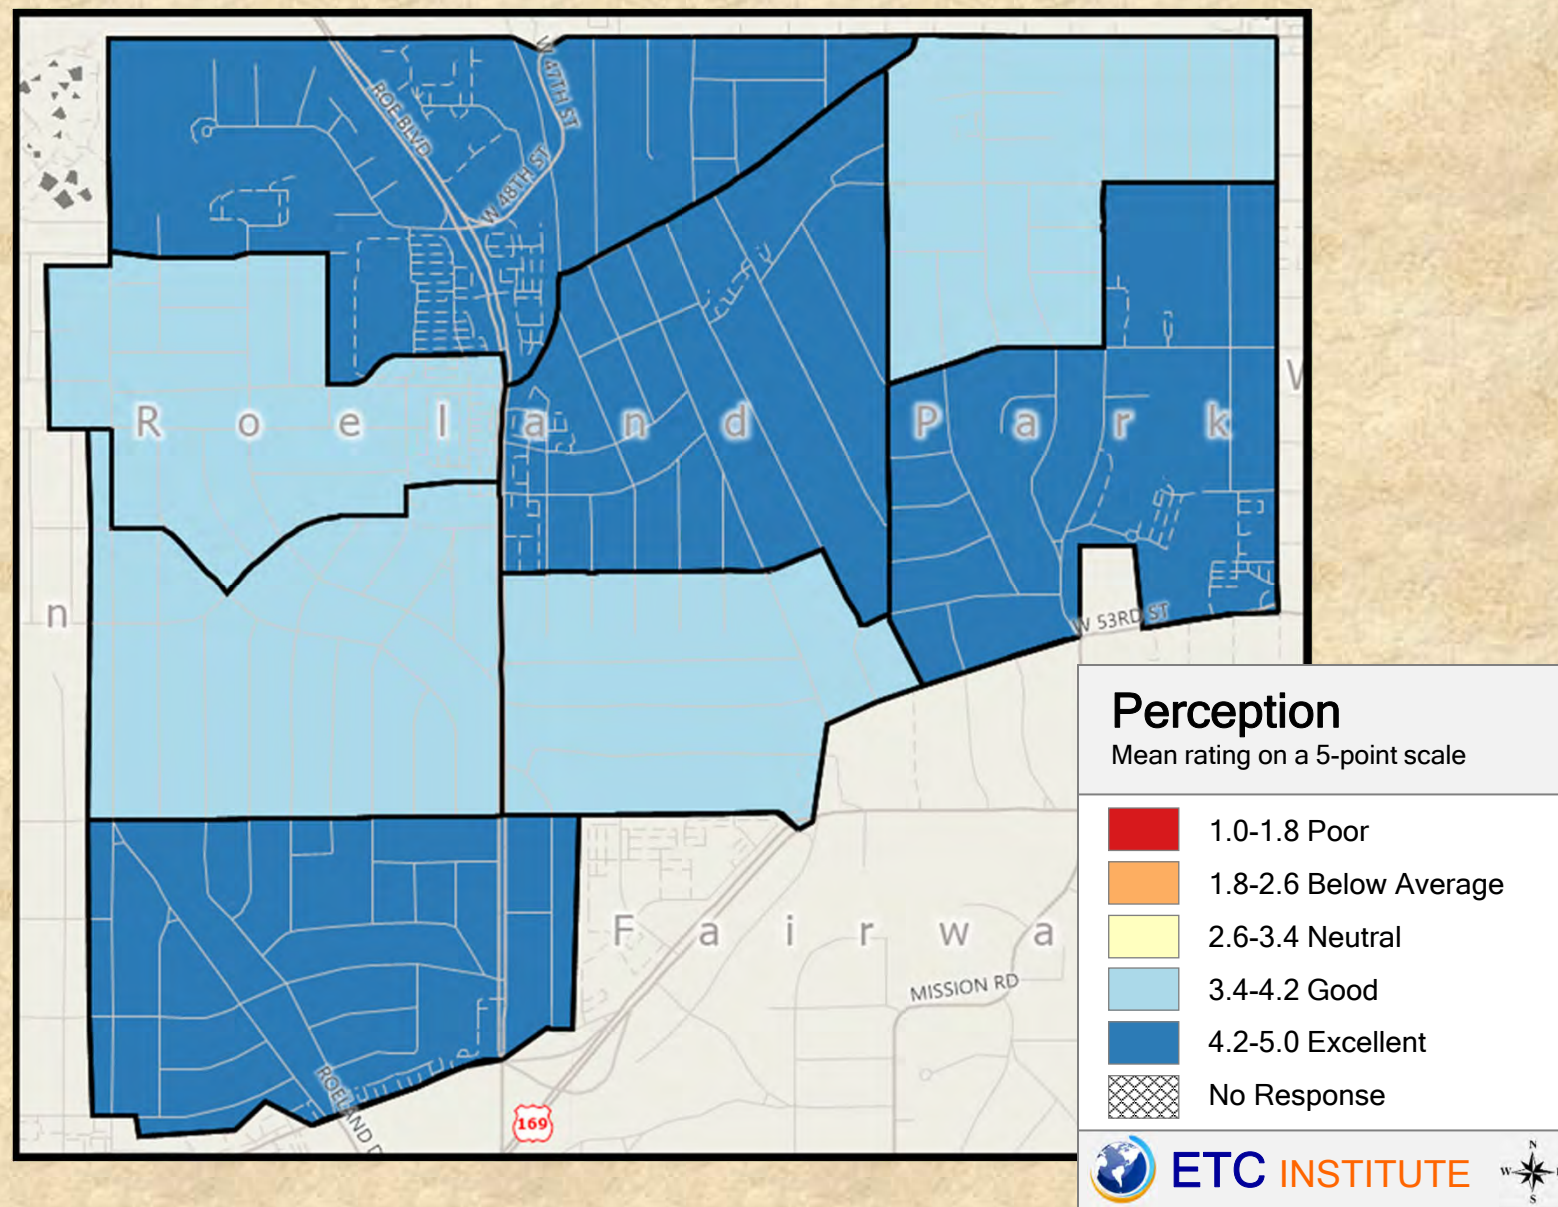 W 47TH ST
ROE BLVD
W 48TH ST
W
R o e l a n d P a r k
n
W 53RD ST
F a i r w a
MISSION RD
ROELAND D
169
Perception
Mean rating on a 5-point scale
1.0-1.8 Poor
1.8-2.6 Below Average
2.6-3.4 Neutral
3.4-4.2 Good
4.2-5.0 Excellent
No Response
ETC INSTITUTE
N
W
S